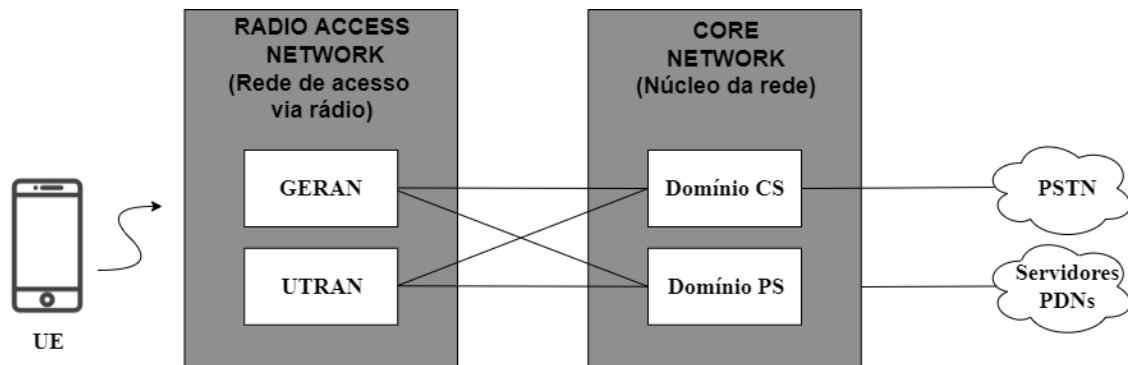 RADIO ACCESS
NETWORK
(Rede de acesso
via rádio)
CORE
NETWORK
(Núcleo da rede)
GERAN
Domínio CS
PSTN
UTRAN
Domínio PS
Servidores
PDNs
UE